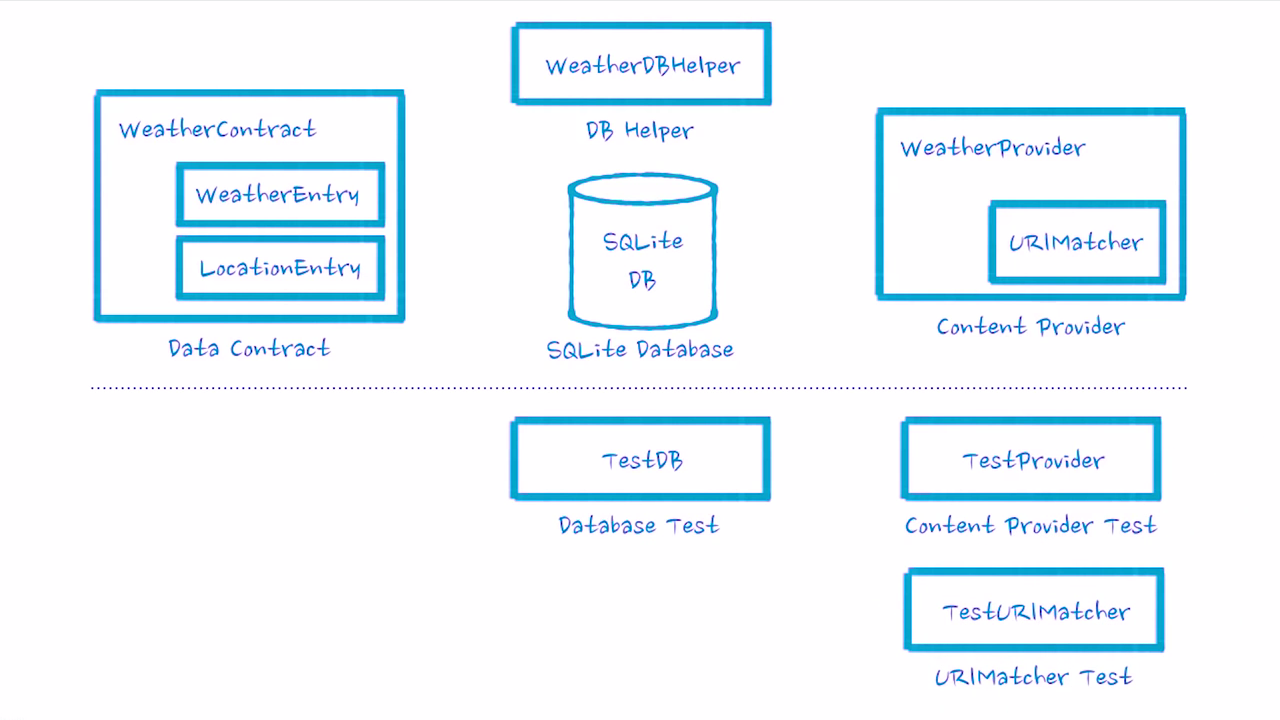 WeatherDBHelper
DB Helper
WeatherContract
WeatherEntry
LocationEntry
Data Contract
SQLite
DB
SQLite Database
WeatherProvider
URIMatcher
Content Provider
TestDB
Database Test
TestProvider
Content Provider Test
TestURIMatcher
URIMatcher Test